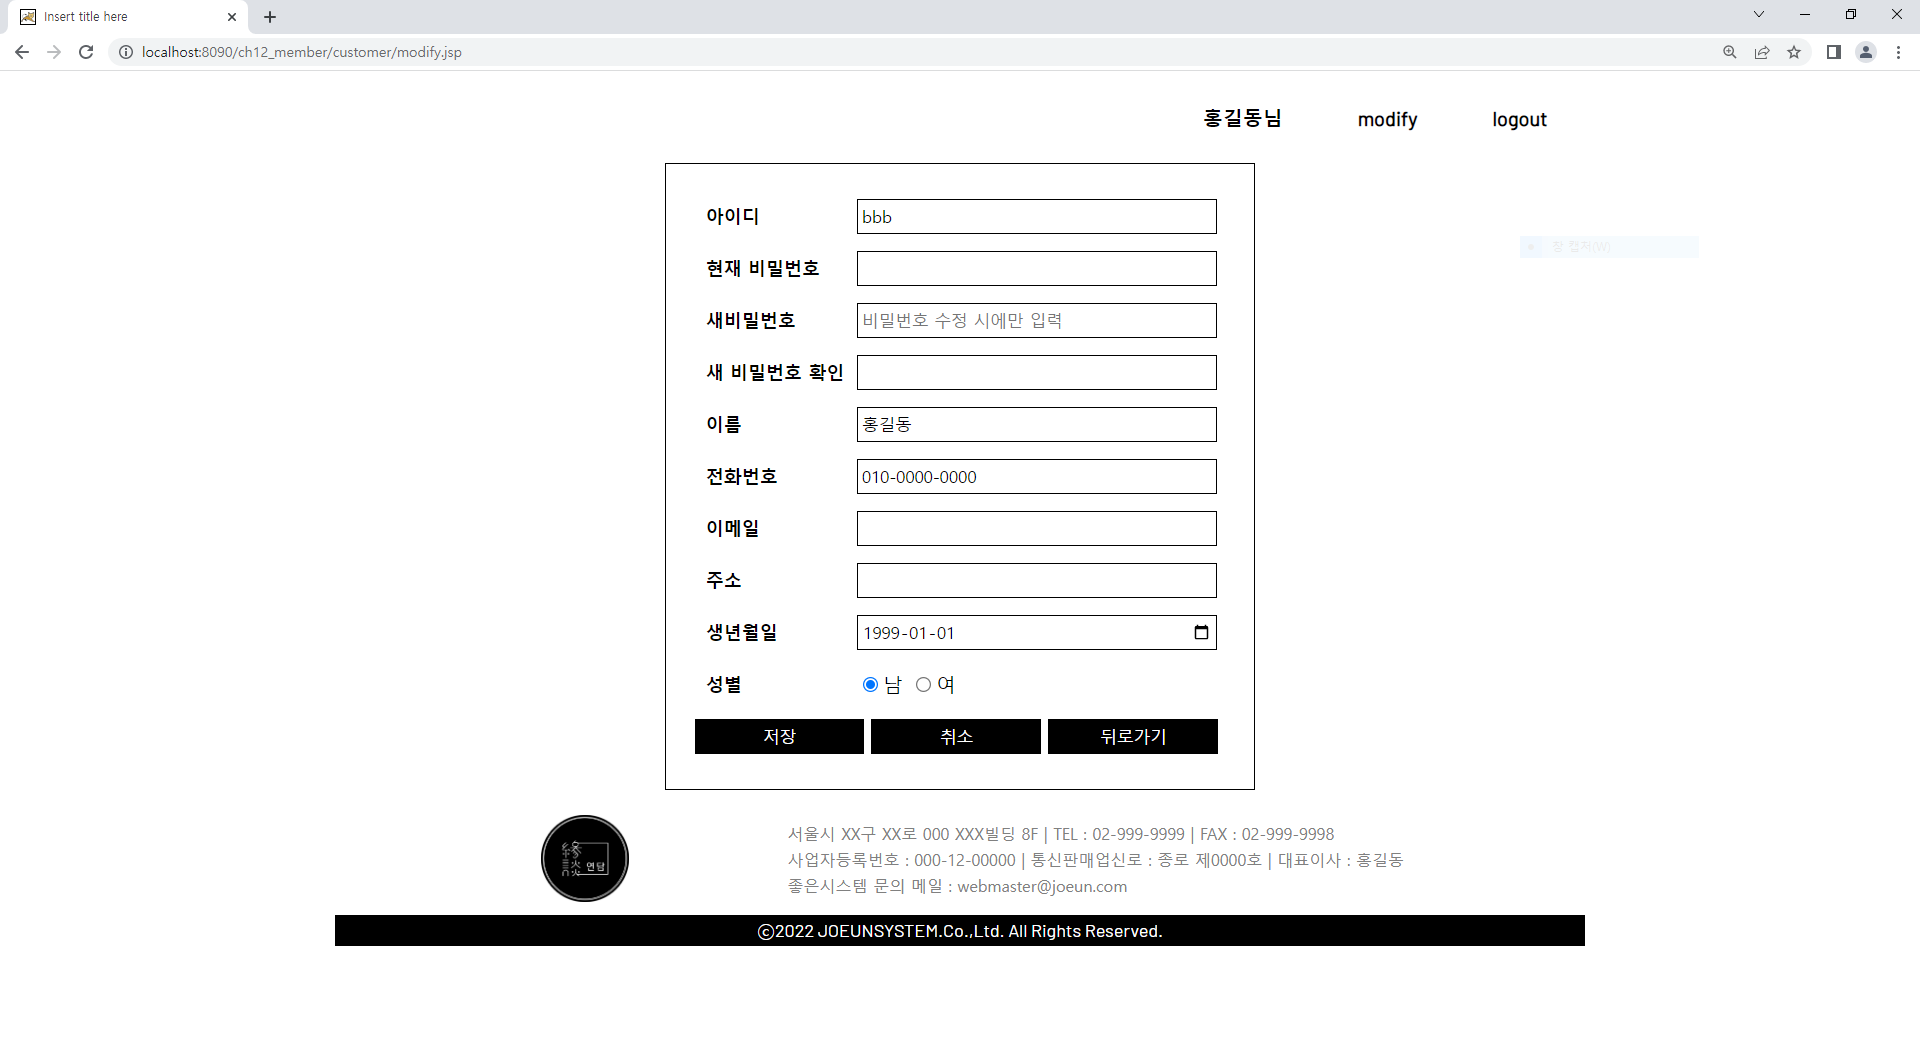 Insert title here
localhost:8090/ch12_member/customer/modify.jsp
홍길동님 modify logout
창 캡처(W)
아이디 bbb
현재 비밀번호
새비밀번호 비밀번호 수정 시에만 입력
새 비밀번호 확인
이름 홍길동
전화번호 010-0000-0000
이메일
주소
생년월일 1999-01-01
성별 남 여
저장 취소 뒤로가기
연담
서울시 XX구 XX로 000 XXX빌딩 8F | TEL : 02-999-9999 | FAX : 02-999-9998
사업자등록번호 : 000-12-00000 | 통신판매업신로 : 종로 제0000호 | 대표이사 : 홍길동
좋은시스템 문의 메일 : webmaster@joeun.com
ⓒ2022 JOEUNSYSTEM.Co.,Ltd. All Rights Reserved.